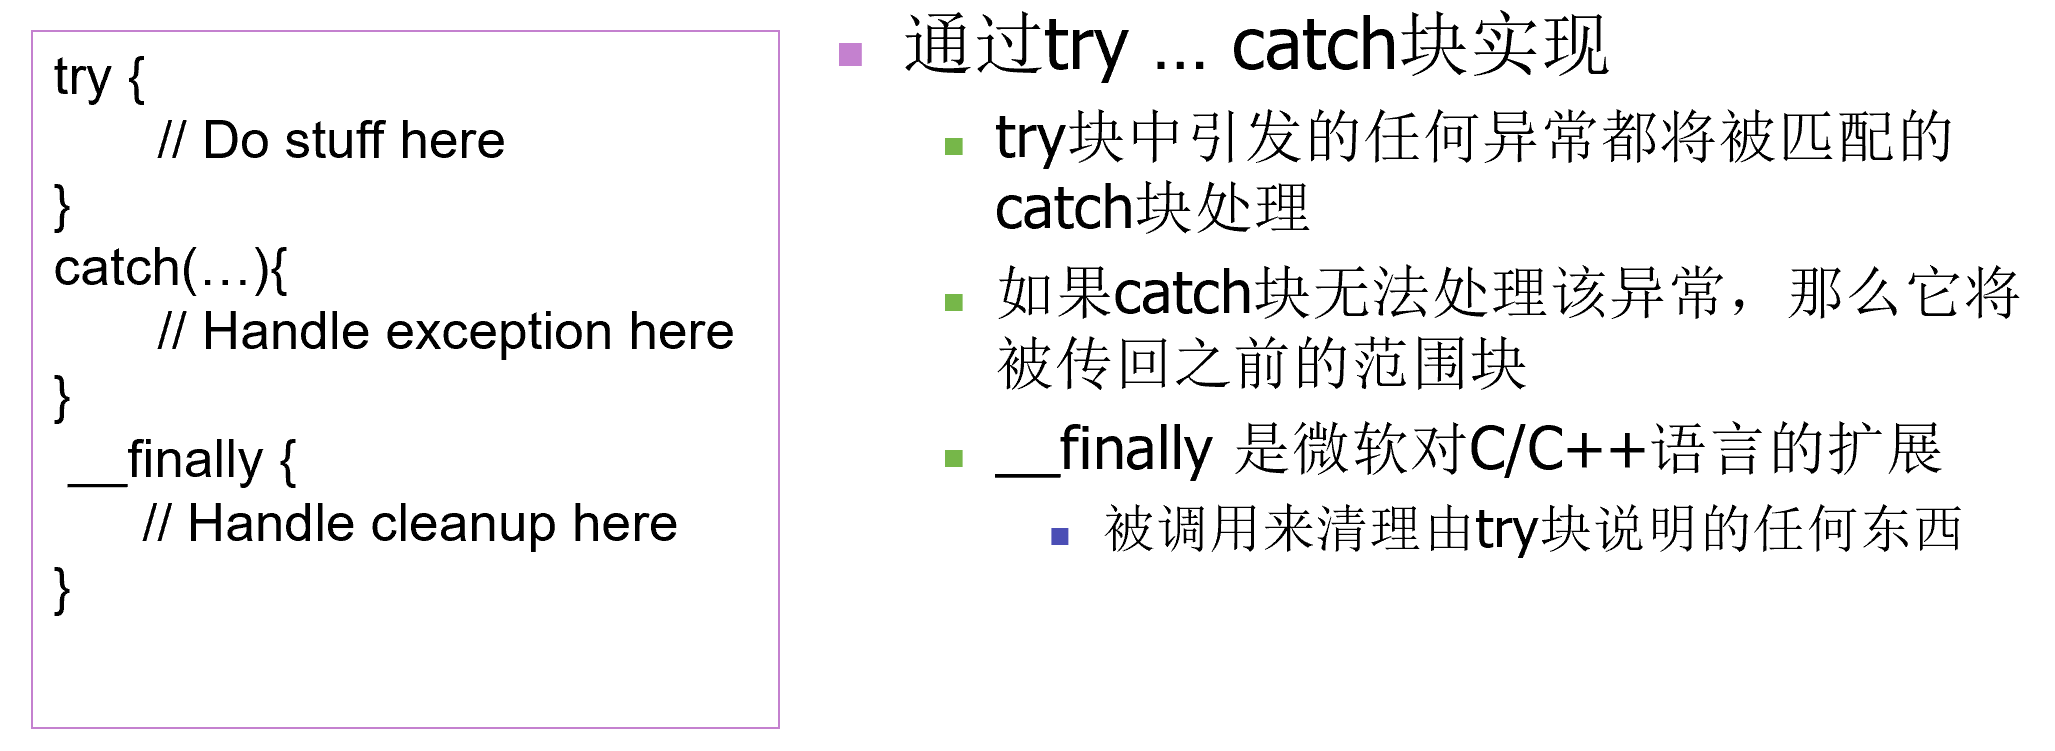 try {
// Do stuff here
}
catch(…){
// Handle exception here
}
__finally {
// Handle cleanup here
}
通过try … catch块实现
try块中引发的任何异常都将被匹配的
catch块处理
如果catch块无法处理该异常，那么它将
被传回之前的范围块
__finally 是微软对C/C++语言的扩展
被调用来清理由try块说明的任何东西